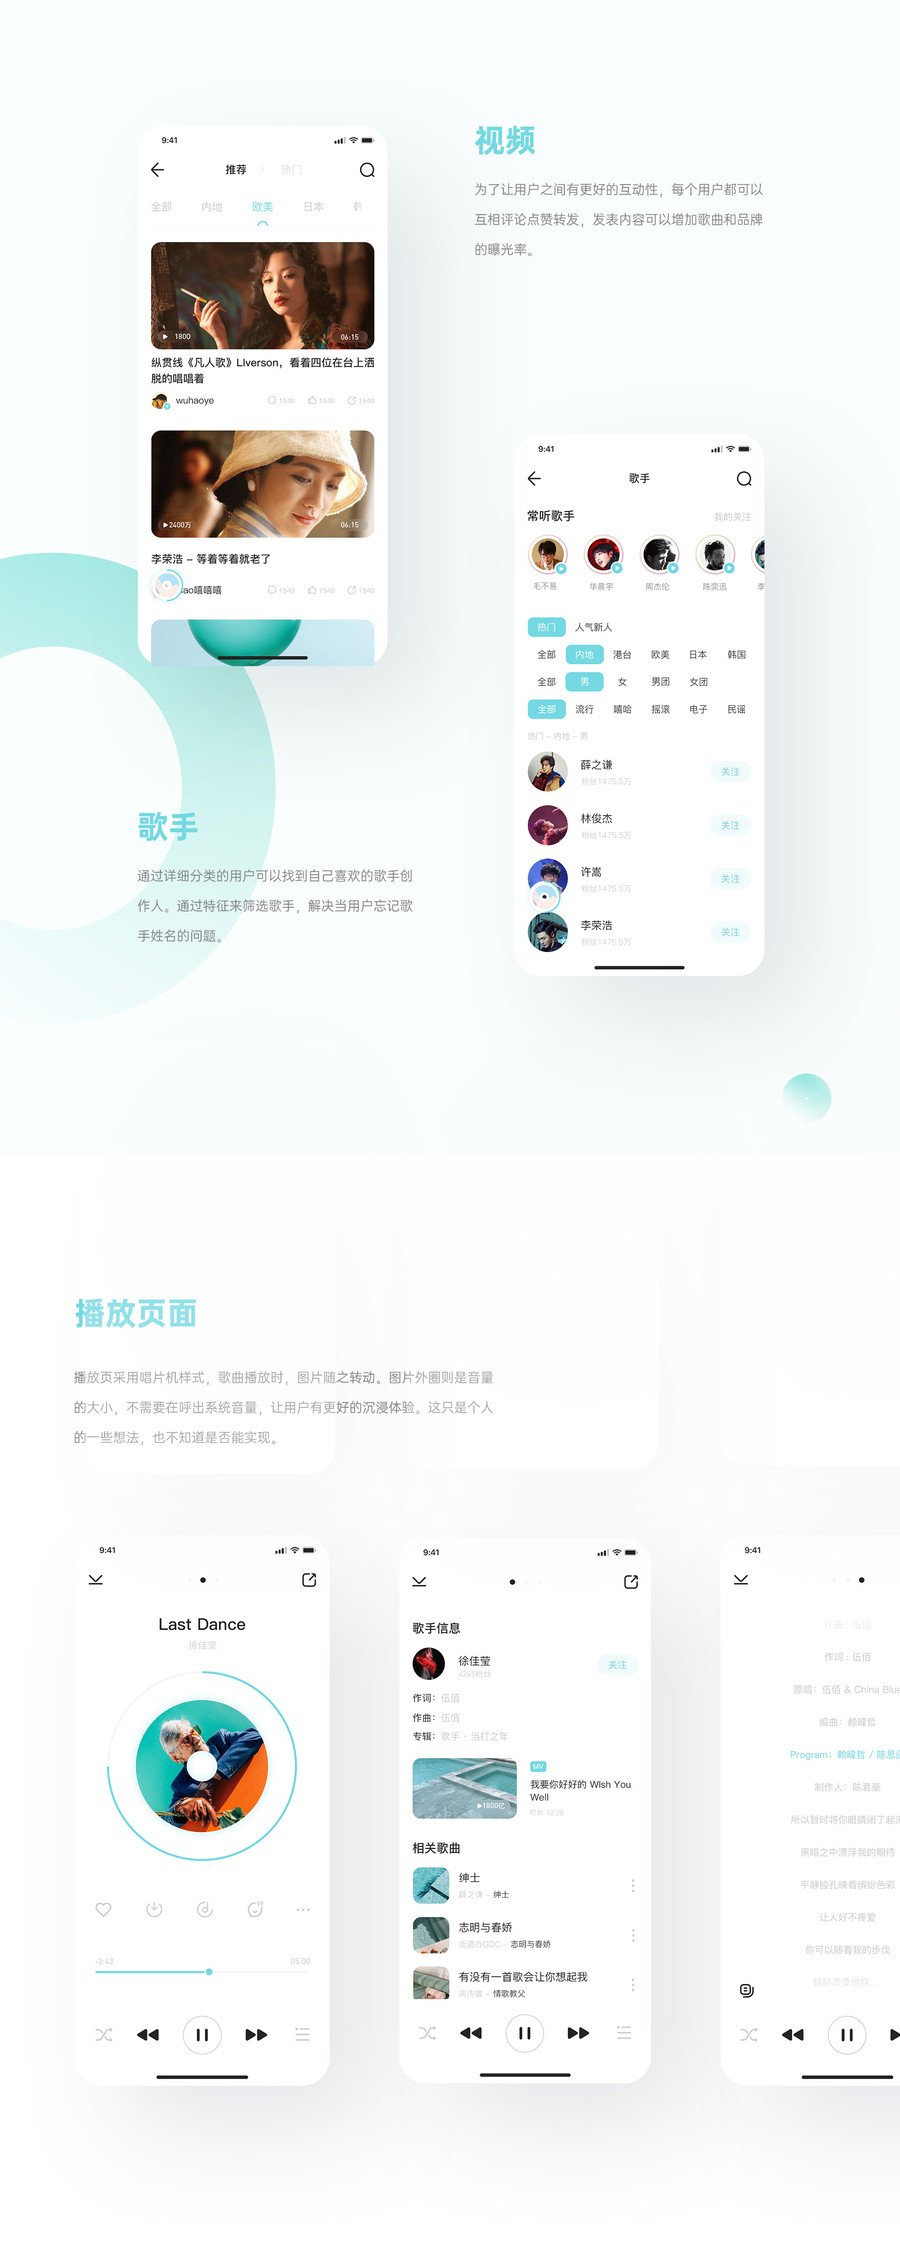 9:41
推荐
热门
全部
内地
欧美
日本
韩
1800
06:15
纵贯线《凡人歌》LIverson，看着四位在台上洒
脱的唱唱着
wuhaoye
1540
1540
1540
2400万
06:15
李荣浩 – 等着等着就老了
ao嘻嘻嘻
1540
1540
1540
视频
为了让用户之间有更好的互动性，每个用户都可以
互相评论点赞转发，发表内容可以增加歌曲和品牌
的曝光率。
9:41
歌手
常听歌手
我的关注
毛不易
华晨宇
周杰伦
陈奕迅
李
热门
人气新人
全部
内地
港台
欧美
日本
韩国
全部
男
女
男团
女团
全部
流行
嘻哈
摇滚
电子
民谣
热门 – 内地 – 男
薛之谦
粉丝1475.5万
关注
林俊杰
粉丝1475.5万
关注
许嵩
粉丝1475.5万
关注
李荣浩
粉丝1475.5万
关注
歌手
通过详细分类的用户可以找到自己喜欢的歌手创
作人。通过特征来筛选歌手，解决当用户忘记歌
手姓名的问题。
播放页面
播放页采用唱片机样式，歌曲播放时，图片随之转动。图片外圈则是音量
的大小，不需要在呼出系统音量，让用户有更好的沉浸体验。这只是个人
的一些想法，也不知道是否能实现。
9:41
Last Dance
徐佳莹
-2:43
05:00
9:41
歌手信息
徐佳莹
4245粉丝
关注
作词：伍佰
作曲：伍佰
专辑：歌手・当打之年
1800亿
MV
我要你好好的 WIsh You
Well
时长: 10:20
相关歌曲
绅士
薛之谦 – 绅士
志明与春娇
街道办GDC – 志明与春娇
有没有一首歌会让你想起我
周传雄 – 情歌教父
9:41
作曲：伍佰
作词：伍佰
原唱：伍佰 & China Blue
编曲：赖暐哲
Program：赖暐哲 / 陈思
制作人：陈君豪
所以暂时将你眼睛闭了起来
黑暗之中漂浮我的期待
平静脸孔映着缤纷色彩
让人好不疼爱
你可以随着我的步伐
轻轻柔柔地踩...